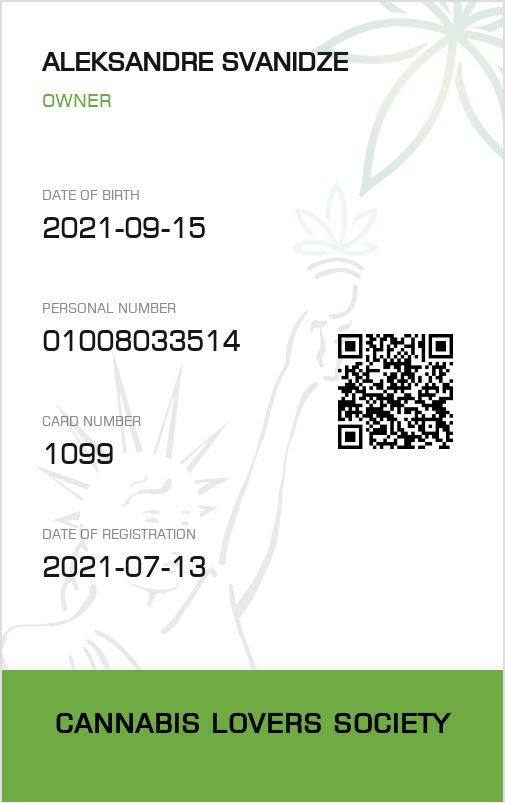 ALEKSANDRE SVANIDZE
OWNER
DATE OF BIRTH
2021-09-15
PERSONAL NUMBER
01008033514
CARD NUMBER
1099
DATE OF REGISTRATION
2021-07-13
CANNABIS LOVERS SOCIETY